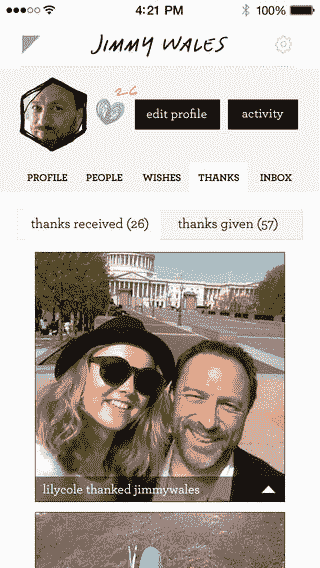 4:21 PM 100%
JIMMY WALES
26
edit profile activity
PROFILE PEOPLE WISHES THANKS INBOX
thanks received (26) thanks given (57)
lilycole thanked jimmywales